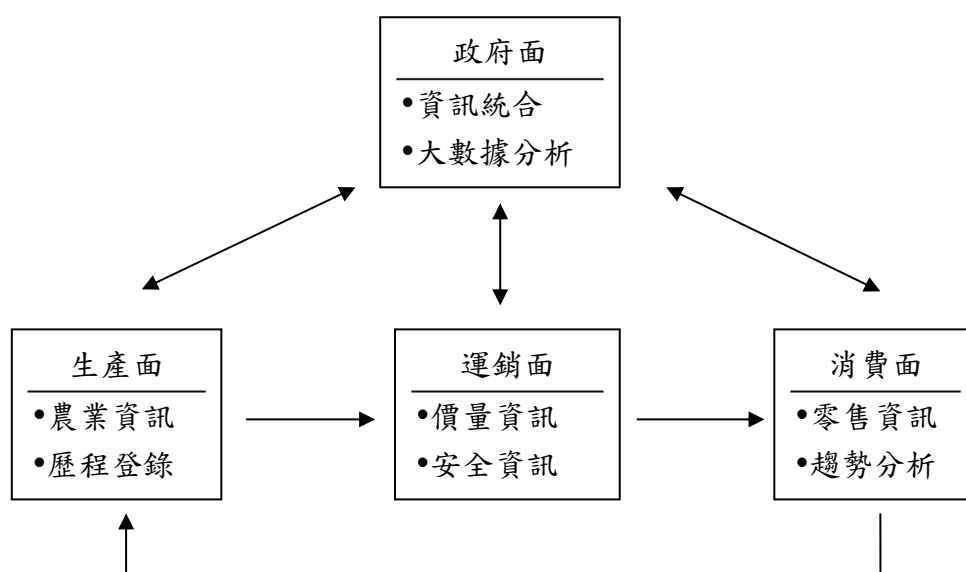 政府面
•資訊統合
•大數據分析
生產面
•農業資訊
•歷程登錄
運銷面
•價量資訊
•安全資訊
消費面
•零售資訊
•趨勢分析